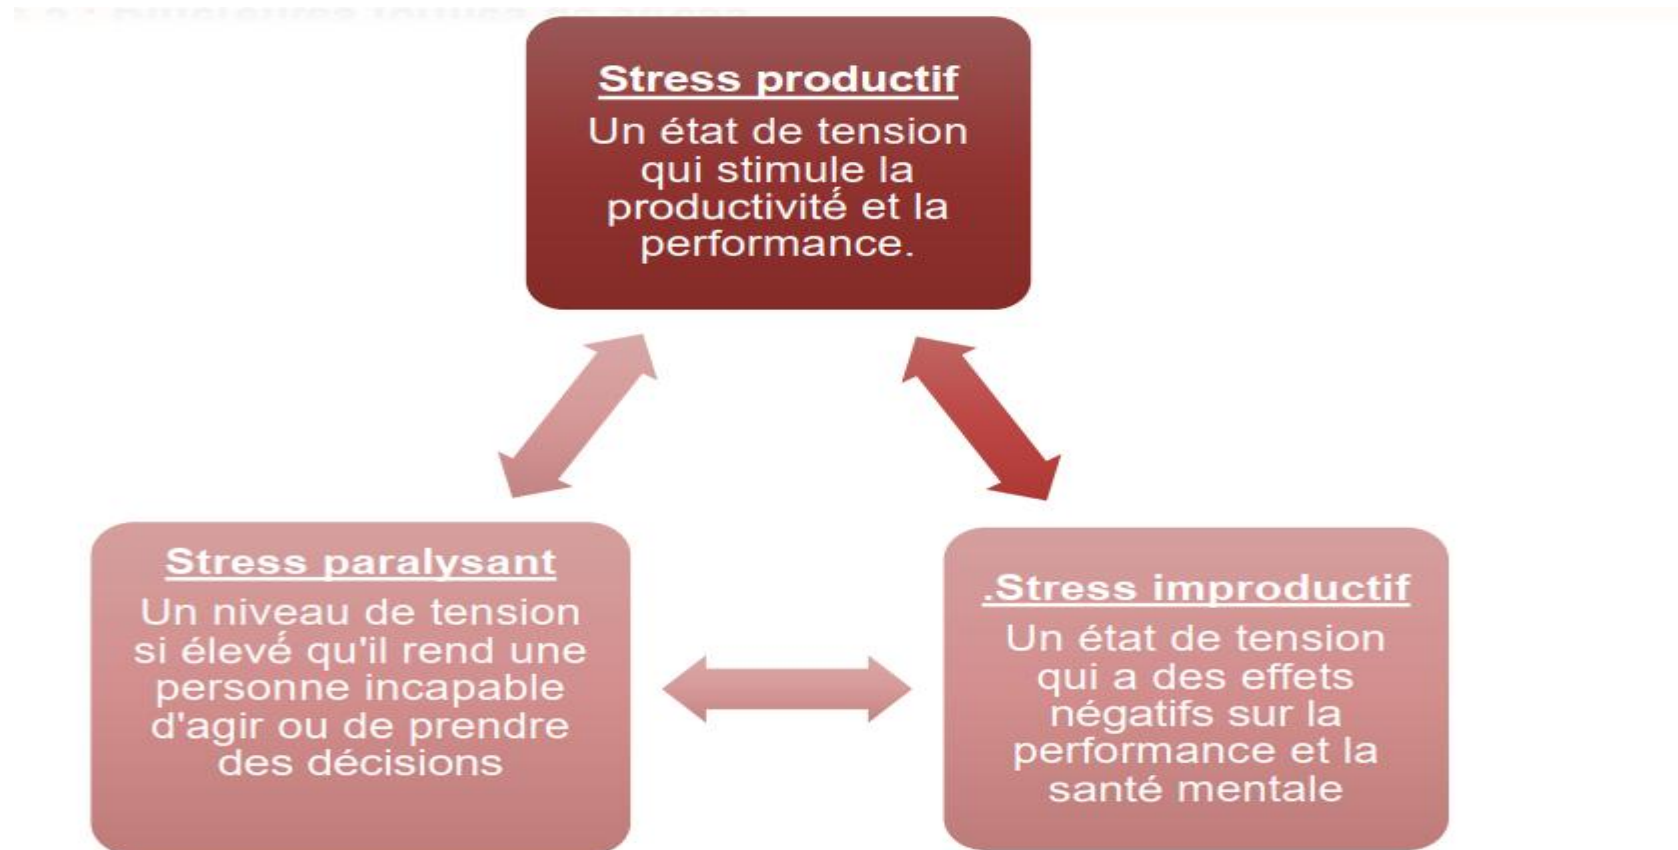 Stress productif
Un état de tension
qui stimule la
productivité et la
performance.
Stress paralysant
Un niveau de tension
si élevé qu'il rend une
personne incapable
d'agir ou de prendre
des décisions
.Stress improductif
Un état de tension
qui a des effets
négatifs sur la
performance et la
santé mentale